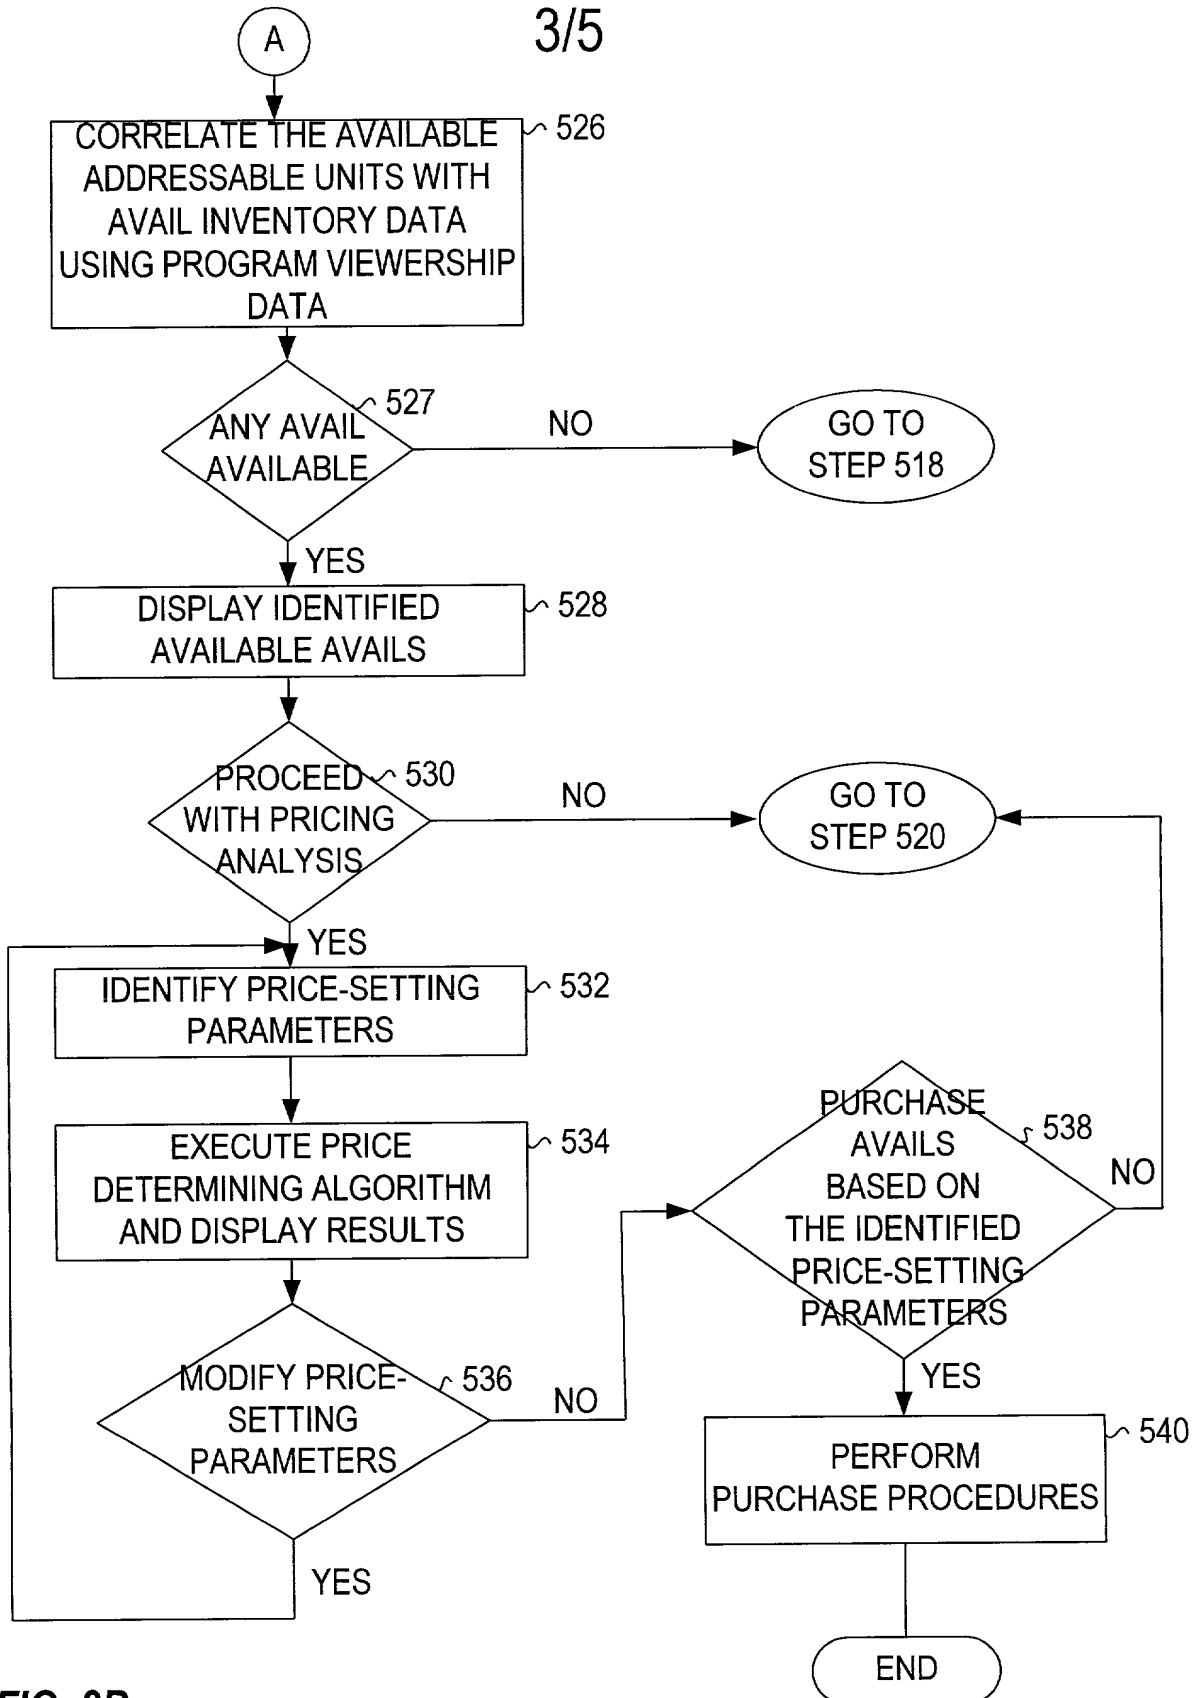 3/5
A
CORRELATE THE AVAILABLE
ADDRESSABLE UNITS WITH
AVAIL INVENTORY DATA
USING PROGRAM VIEWERSHIP
DATA
526
ANY AVAIL
AVAILABLE
527
NO
GO TO
STEP 518
YES
DISPLAY IDENTIFIED
AVAILABLE AVAILS
528
PROCEED
WITH PRICING
ANALYSIS
530
NO
GO TO
STEP 520
YES
IDENTIFY PRICE-SETTING
PARAMETERS
532
EXECUTE PRICE
DETERMINING ALGORITHM
AND DISPLAY RESULTS
534
MODIFY PRICE-
SETTING
PARAMETERS
536
NO
YES
PURCHASE
AVAILS
BASED ON
THE IDENTIFIED
PRICE-SETTING
PARAMETERS
538
NO
YES
PERFORM
PURCHASE PROCEDURES
540
END